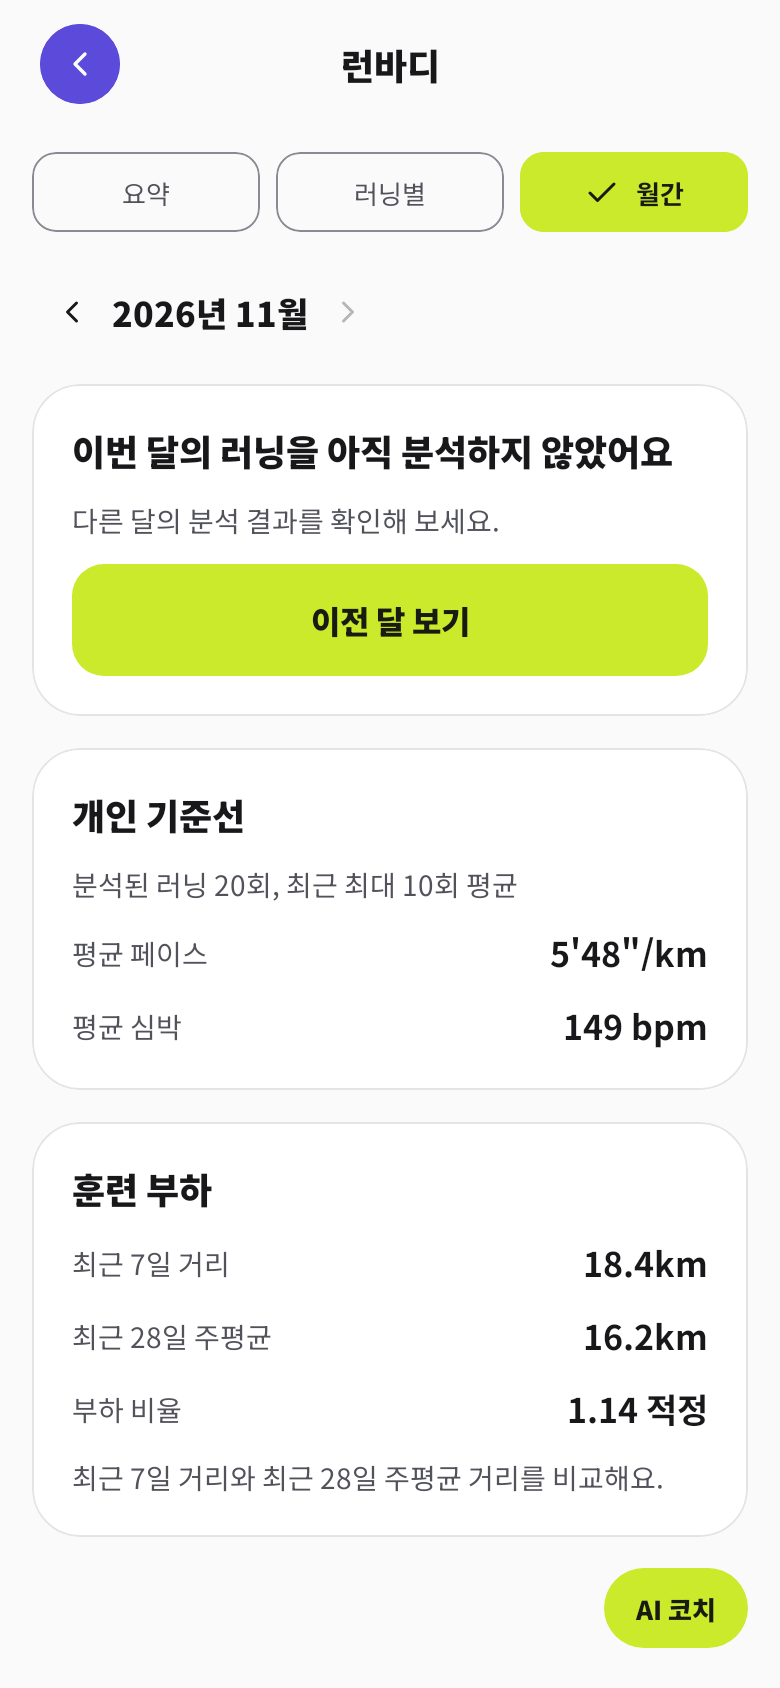 런바디
요약
러닝별
월간
2026년 11월
이번 달의 러닝을 아직 분석하지 않았어요
다른 달의 분석 결과를 확인해 보세요.
이전 달 보기
개인 기준선
분석된 러닝 20회, 최근 최대 10회 평균
평균 페이스 5'48"/km
평균 심박 149 bpm
훈련 부하
최근 7일 거리 18.4km
최근 28일 주평균 16.2km
부하 비율 1.14 적정
최근 7일 거리와 최근 28일 주평균 거리를 비교해요.
AI 코치